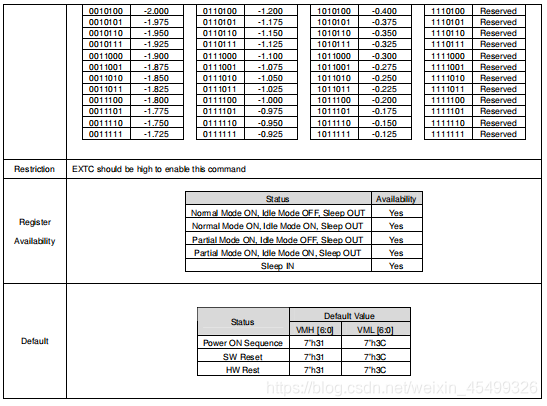 0010100 -2.000 0110100 -1.200 1010100 -0.400 1110100 Reserved
0010101 -1.975 0110101 -1.175 1010101 -0.375 1110101 Reserved
0010110 -1.950 0110110 -1.150 1010110 -0.350 1110110 Reserved
0010111 -1.925 0110111 -1.125 1010111 -0.325 1110111 Reserved
0011000 -1.900 0111000 -1.100 1011000 -0.300 1111000 Reserved
0011001 -1.875 0111001 -1.075 1011001 -0.275 1111001 Reserved
0011010 -1.850 0111010 -1.050 1011010 -0.250 1111010 Reserved
0011011 -1.825 0111011 -1.025 1011011 -0.225 1111011 Reserved
0011100 -1.800 0111100 -1.000 1011100 -0.200 1111100 Reserved
0011101 -1.775 0111101 -0.975 1011101 -0.175 1111101 Reserved
0011110 -1.750 0111110 -0.950 1011110 -0.150 1111110 Reserved
0011111 -1.725 0111111 -0.925 1011111 -0.125 1111111 Reserved
Restriction EXTC should be high to enable this command
Register Availability
Status Availability
Normal Mode ON, Idle Mode OFF, Sleep OUT Yes
Normal Mode ON, Idle Mode ON, Sleep OUT Yes
Partial Mode ON, Idle Mode OFF, Sleep OUT Yes
Partial Mode ON, Idle Mode ON, Sleep OUT Yes
Sleep IN Yes
Default
Status Default Value
VMH [6:0] VML [6:0]
Power ON Sequence 7'h31 7'h3C
SW Reset 7'h31 7'h3C
HW Rest 7'h31 7'h3C
https://blog.csdn.net/weixin_45499326